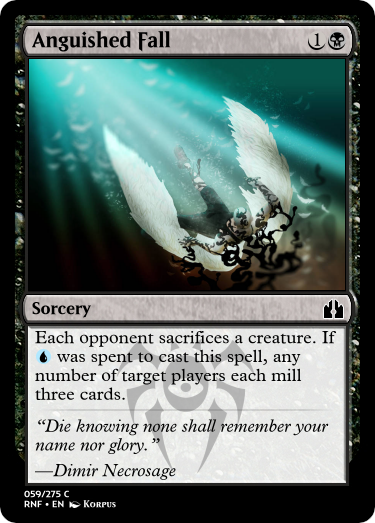 Anguished Fall 1
Sorcery
Each opponent sacrifices a creature. If
was spent to cast this spell, any
number of target players each mill
three cards.
“Die knowing none shall remember your
name nor glory.”
—Dimir Necrosage
059/275 C
RNF • EN Korpus